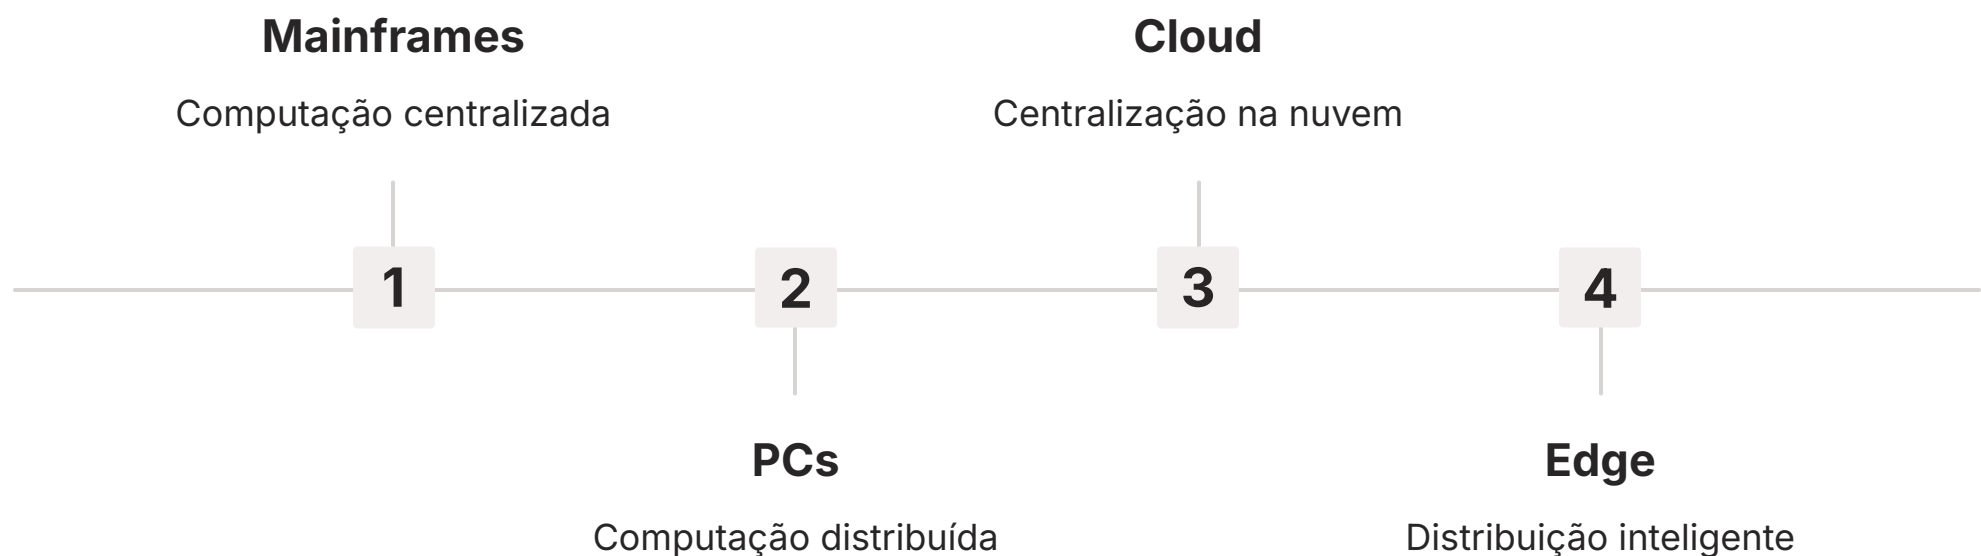 Mainframes
Computação centralizada
Cloud
Centralização na nuvem
1
2
3
4
PCs
Computação distribuída
Edge
Distribuição inteligente